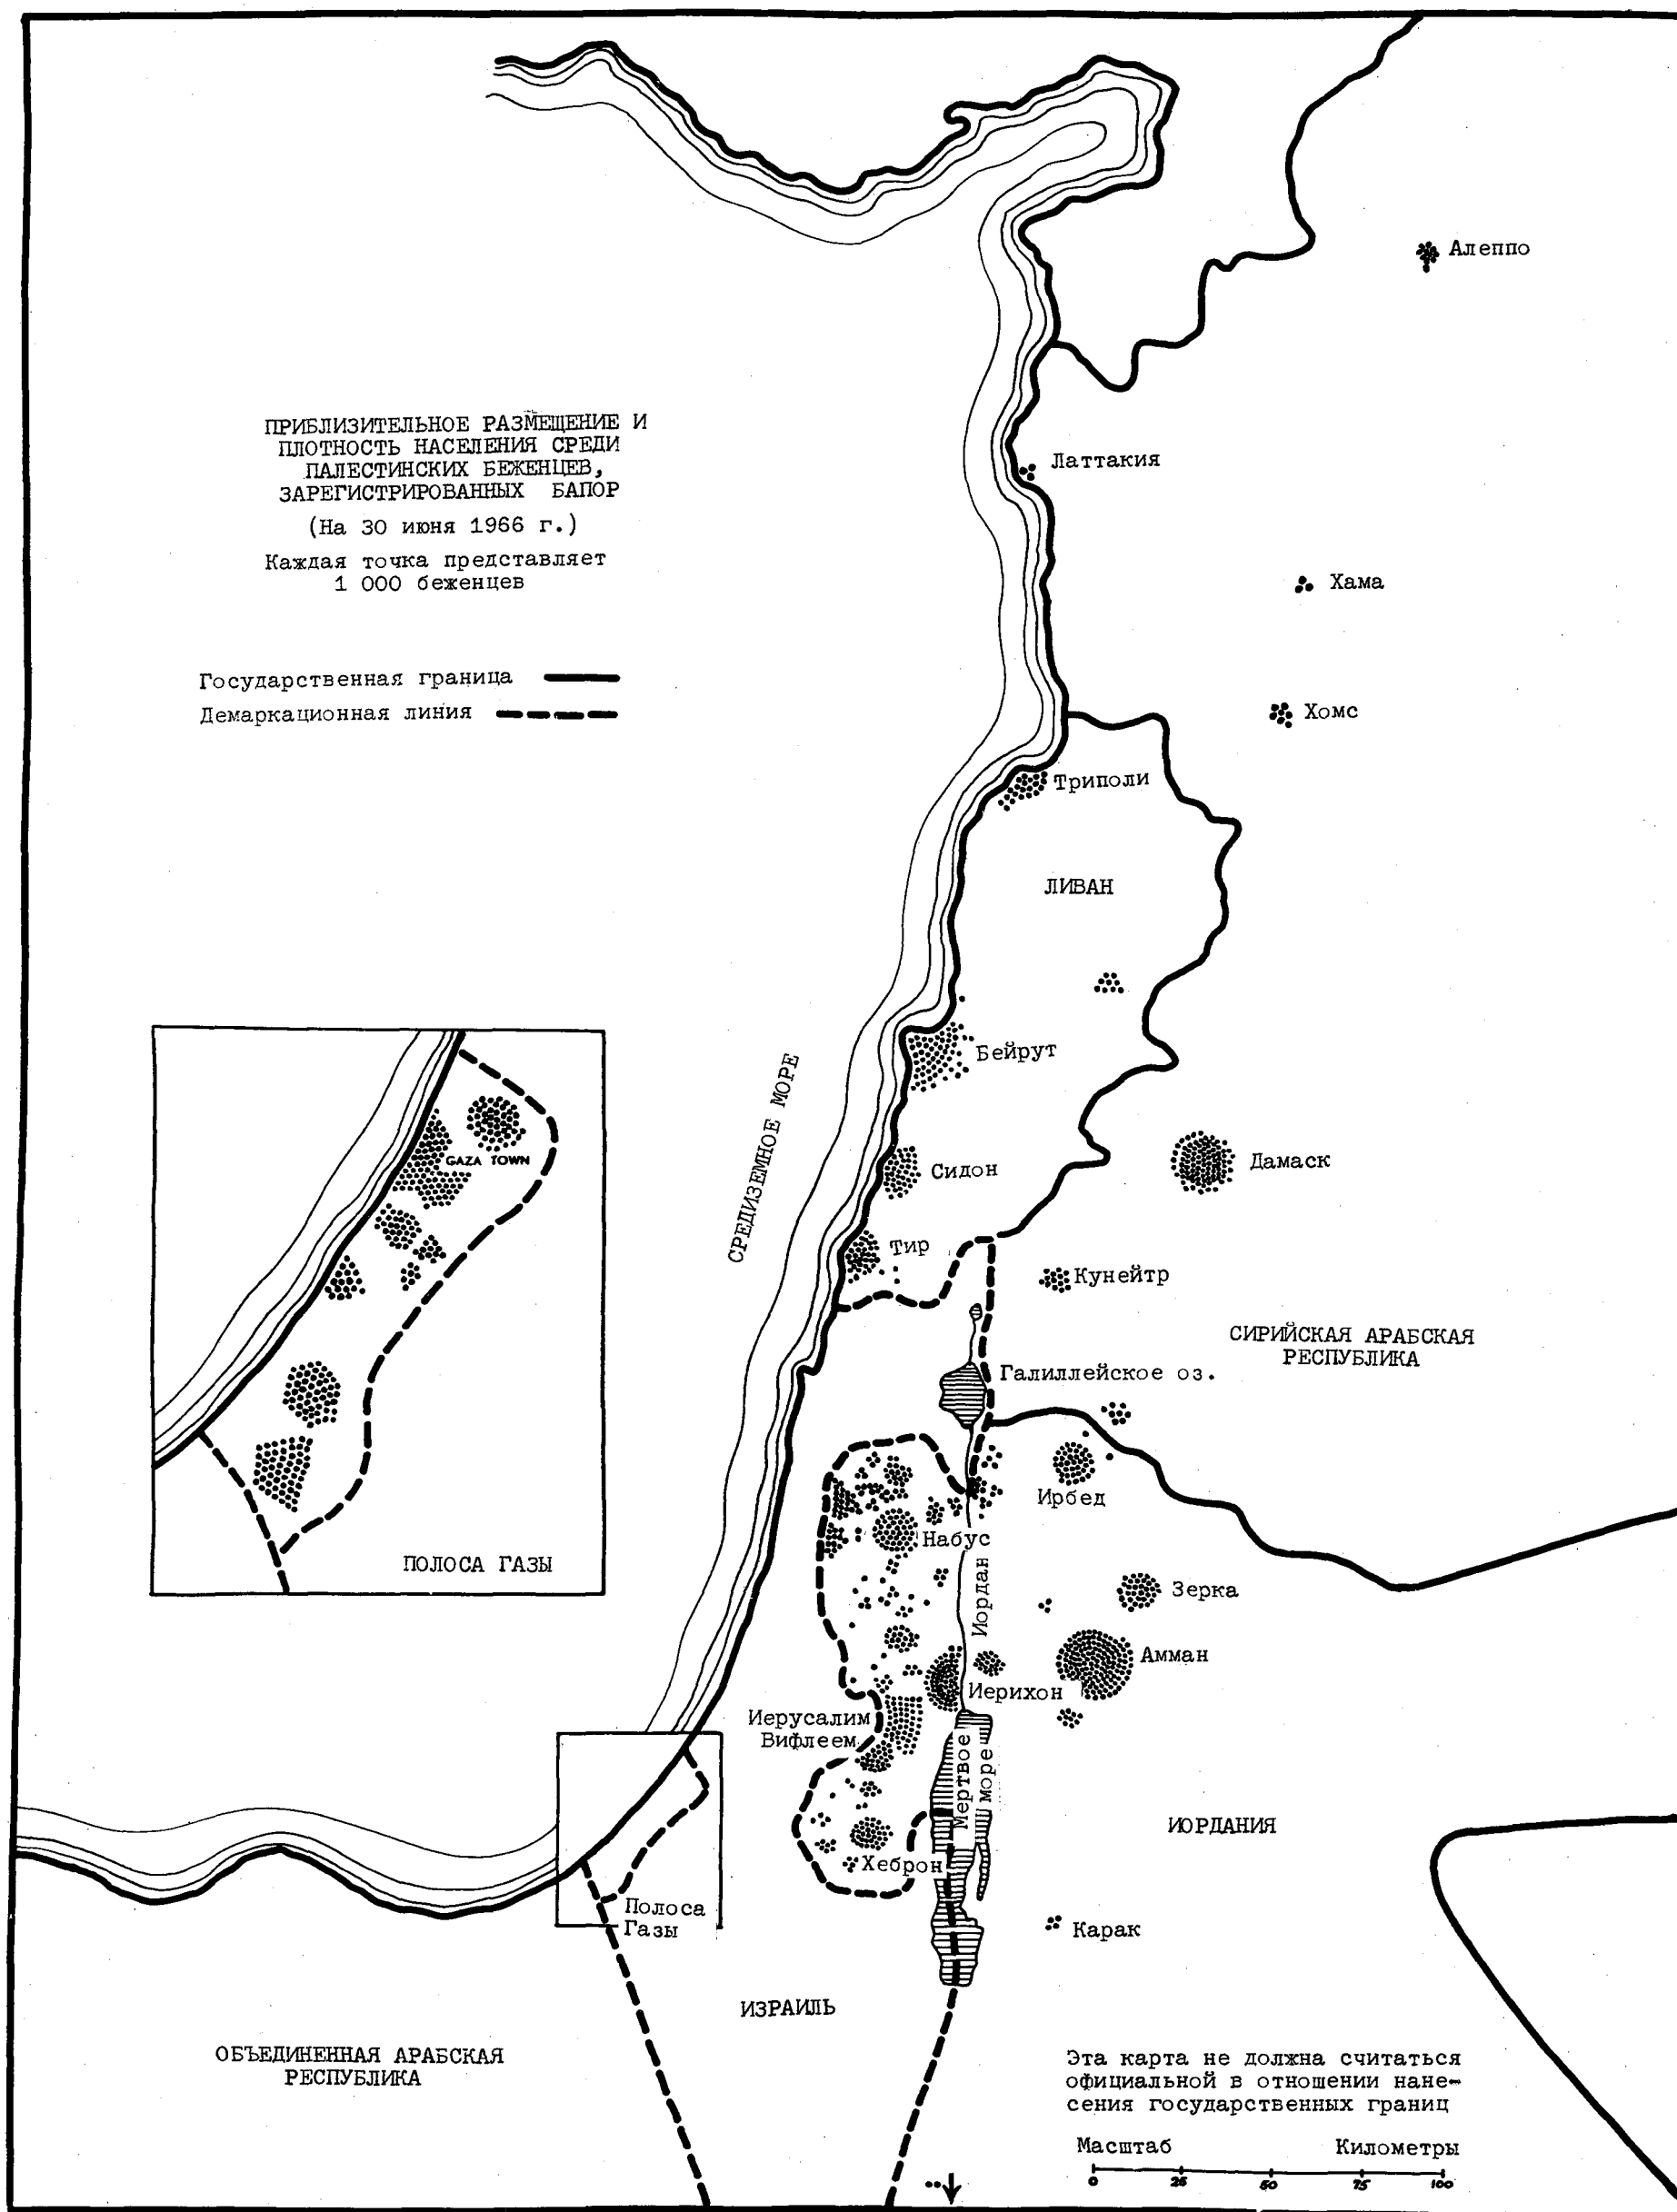 ПРИБЛИЗИТЕЛЬНОЕ РАЗМЕЩЕНИЕ И
ПЛОТНОСТЬ НАСЕЛЕНИЯ СРЕДИ
ПАЛЕСТИНСКИХ БЕЖЕНЦЕВ,
ЗАРЕГИСТРИРОВАННЫХ БАПОР
(На 30 июня 1966 г.)
Каждая точка представляет
1 000 беженцев
Государственная граница
Демаркационная линия
Алеппо
Латтакия
Хама
Хомс
Триполи
ЛИВАН
Бейрут
СРЕДИЗЕМНОЕ МОРЕ
Сидон
Дамаск
Тир
Кунейтр
СИРИЙСКАЯ АРАБСКАЯ
РЕСПУБЛИКА
Галиллейское оз.
GAZA TOWN
ПОЛОСА ГАЗЫ
Ирбед
Набус
Иордан
Зерка
Амман
Иерихон
Иерусалим
Вифлеем
Мертвое
море
ИОРДАНИЯ
Хеброн
Полоса
Газы
Карак
ИЗРАИЛЬ
ОБЪЕДИНЕННАЯ АРАБСКАЯ
РЕСПУБЛИКА
Эта карта не должна считаться
официальной в отношении нане-
сения государственных границ
Масштаб Километры
0 25 50 75 100